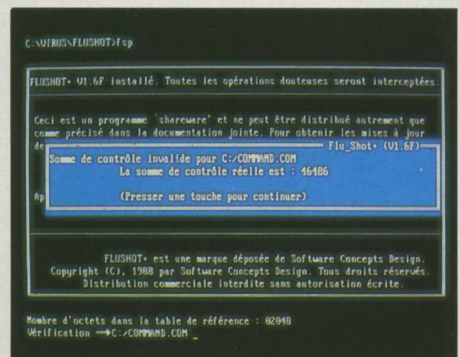 C:\VIRUS\FLUSHOT>fsp
FLUSHOT+ V1.6F installé. Toutes les opérations douteuses seront interceptées.
Ceci est un programme `shareware' et ne peut être distribué autrement que
comme précisé dans la documentation jointe. Pour obtenir les mises à jour
de
Flu_Shot+ (V1.6F)
Somme de contrôle invalide pour C:/COMMAND.COM
La somme de contrôle réelle est : 46486
Ap
(Presser une touche pour continuer)
FLUSHOT+ est une marque déposée de Software Concepts Design.
Copyright (C), 1988 par Software Concepts Design. Tous droits réservés.
Distribution commerciale interdite sans autorisation écrite.
Nombre d'octets dans la table de référence : 02048
Vérification →C:/COMMAND.COM _